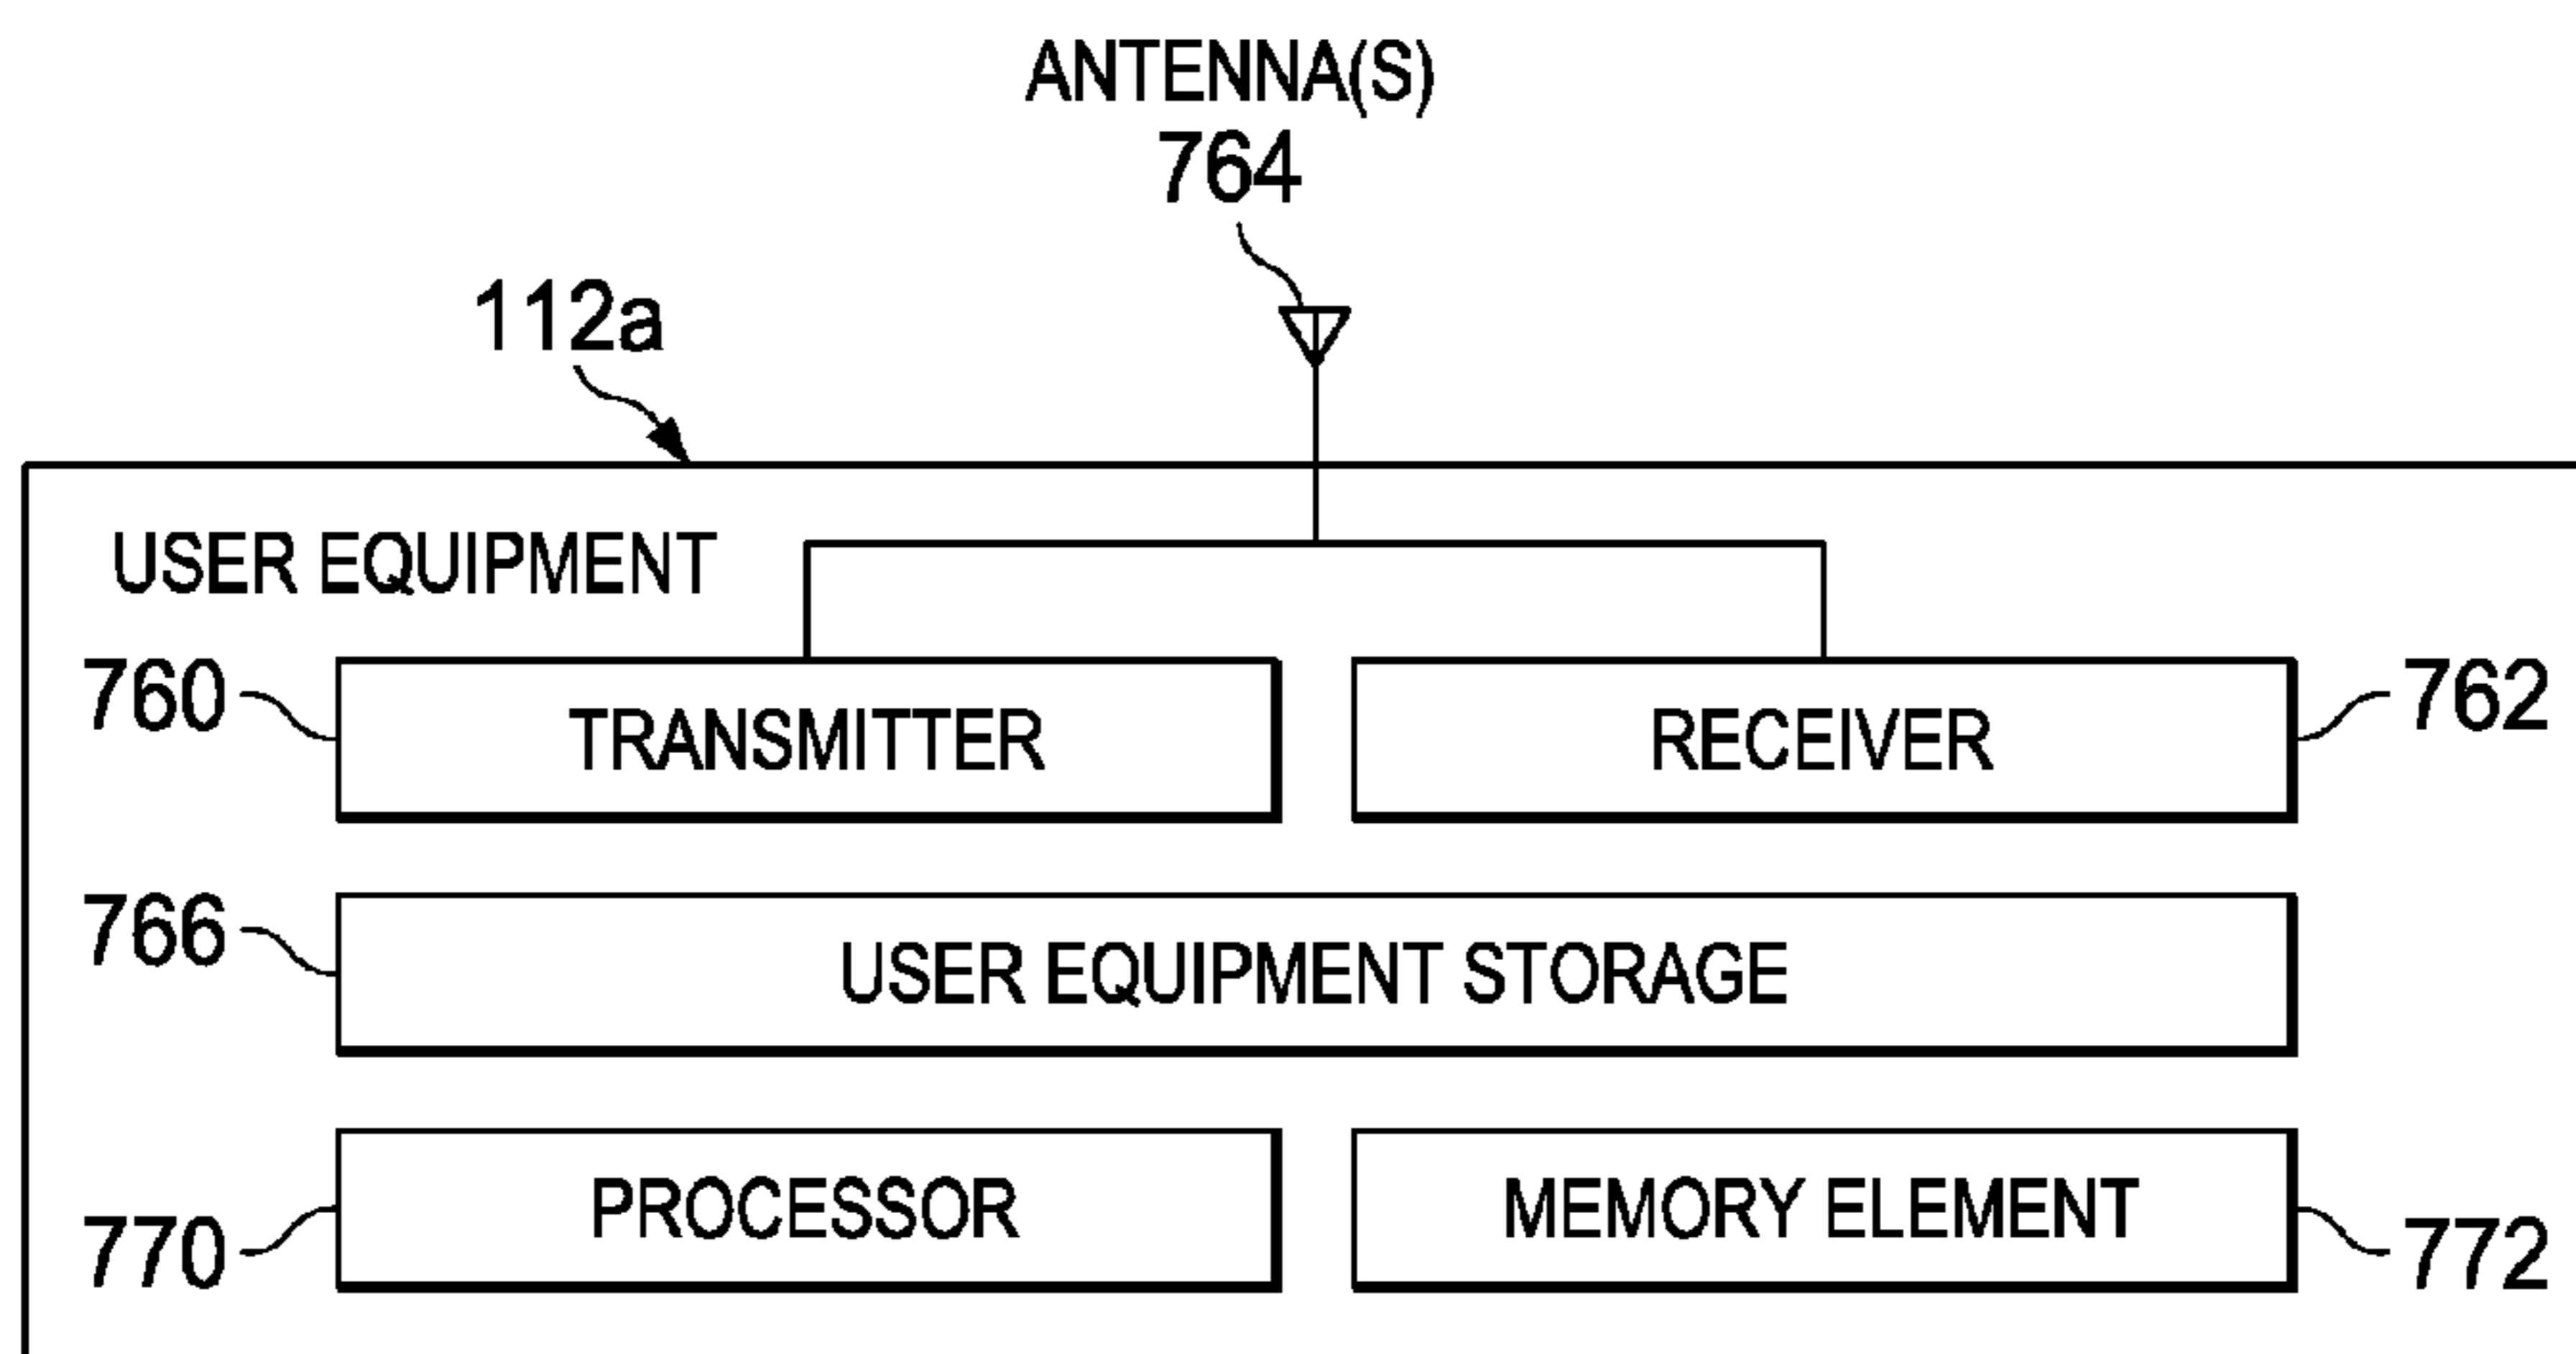 ANTENNA(S)
764
112a
USER EQUIPMENT
760
TRANSMITTER
RECEIVER
762
766
USER EQUIPMENT STORAGE
770
PROCESSOR
MEMORY ELEMENT
772